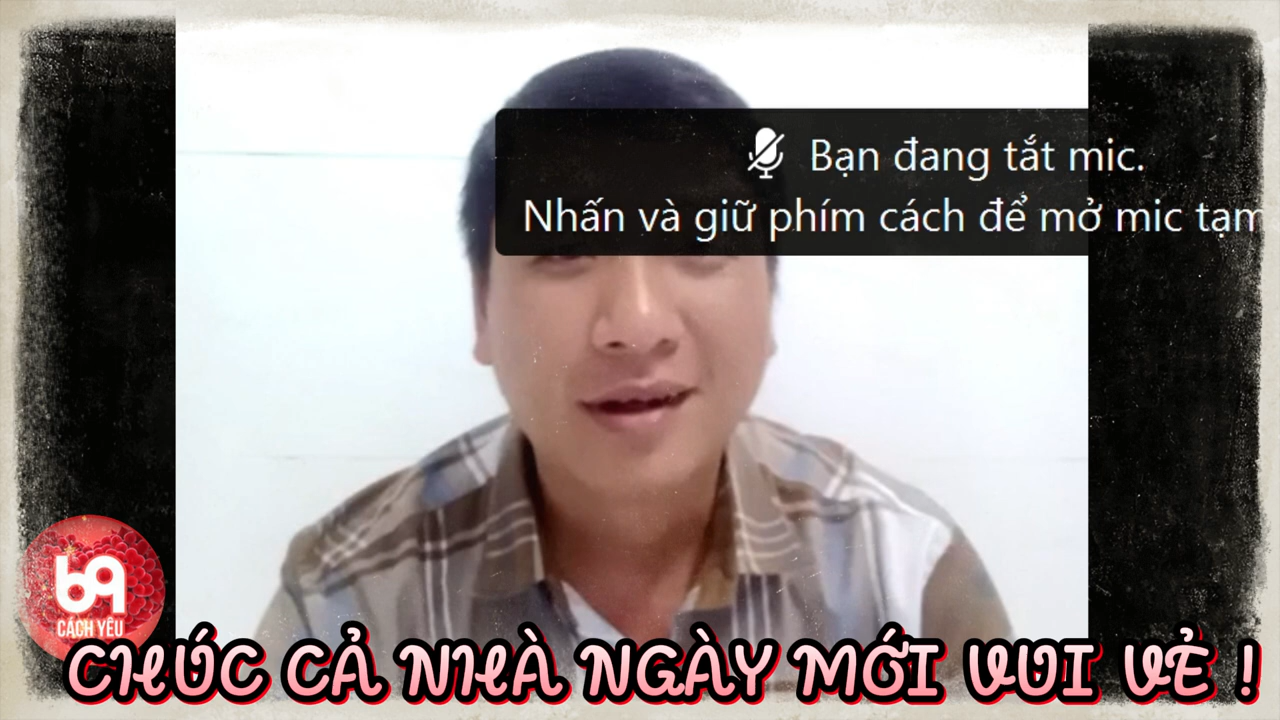 Bạn đang tắt mic.
Nhấn và giữ phím cách để mở mic tạm
69
CÁCH YÊU
CHÚC CẢ NHÀ NGÀY MỚI VUI VẺ !